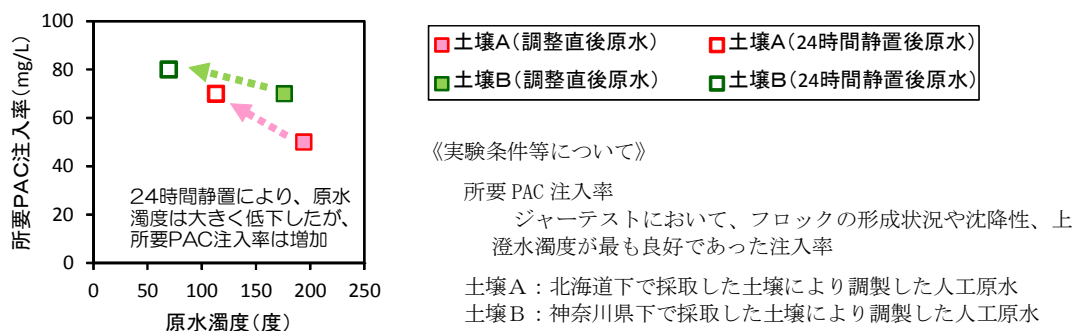 所要PAC注入率(mg/L)
100
80
60
40
20
0
24時間静置により、原水
濁度は大きく低下したが、
所要PAC注入率は増加
0 50 100 150 200 250
原水濁度(度)
土壌A(調整直後原水) 土壌A(24時間静置後原水)
土壌B(調整直後原水) 土壌B(24時間静置後原水)
《実験条件等について》
所要 PAC 注入率
ジャーテストにおいて、フロックの形成状況や沈降性、上
澄水濁度が最も良好であった注入率
土壌A：北海道下で採取した土壌により調製した人工原水
土壌B：神奈川県下で採取した土壌により調製した人工原水